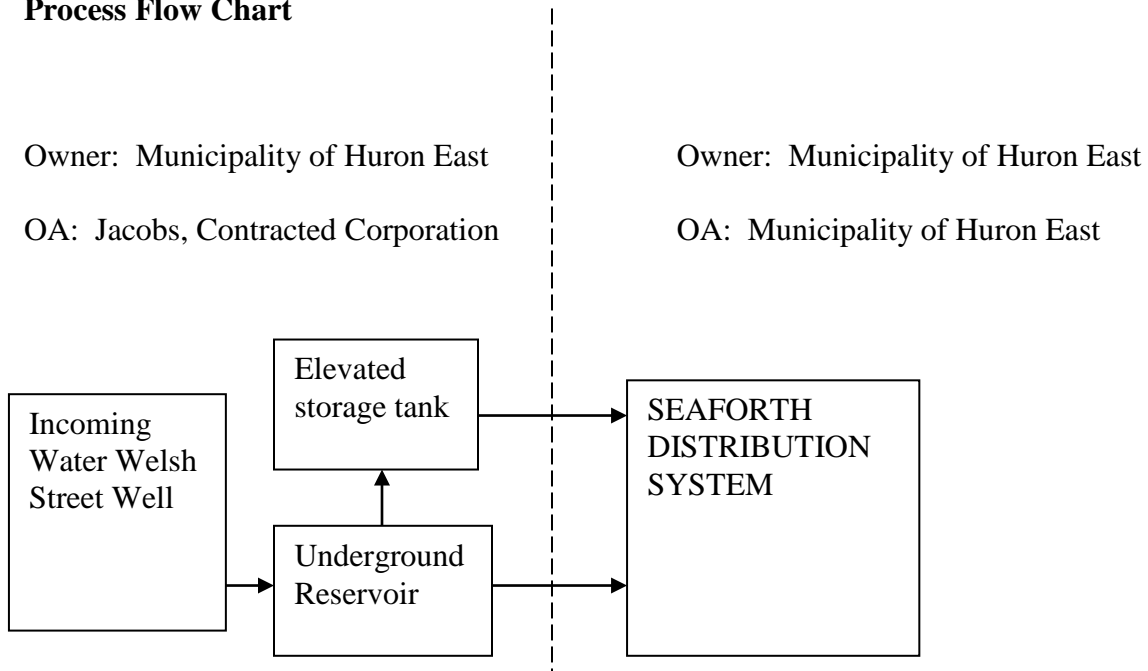 Process Flow Chart
Owner: Municipality of Huron East
OA: Jacobs, Contracted Corporation
Owner: Municipality of Huron East
OA: Municipality of Huron East
Incoming
Water Welsh
Street Well
Elevated
storage tank
Underground
Reservoir
SEAFORTH
DISTRIBUTION
SYSTEM